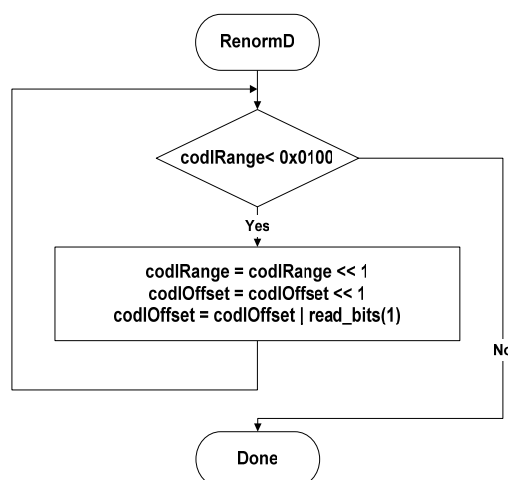 RenormD
codIRange< 0x0100
Yes
codIRange = codIRange << 1
codIOffset = codIOffset << 1
codIOffset = codIOffset | read_bits(1)
No
Done